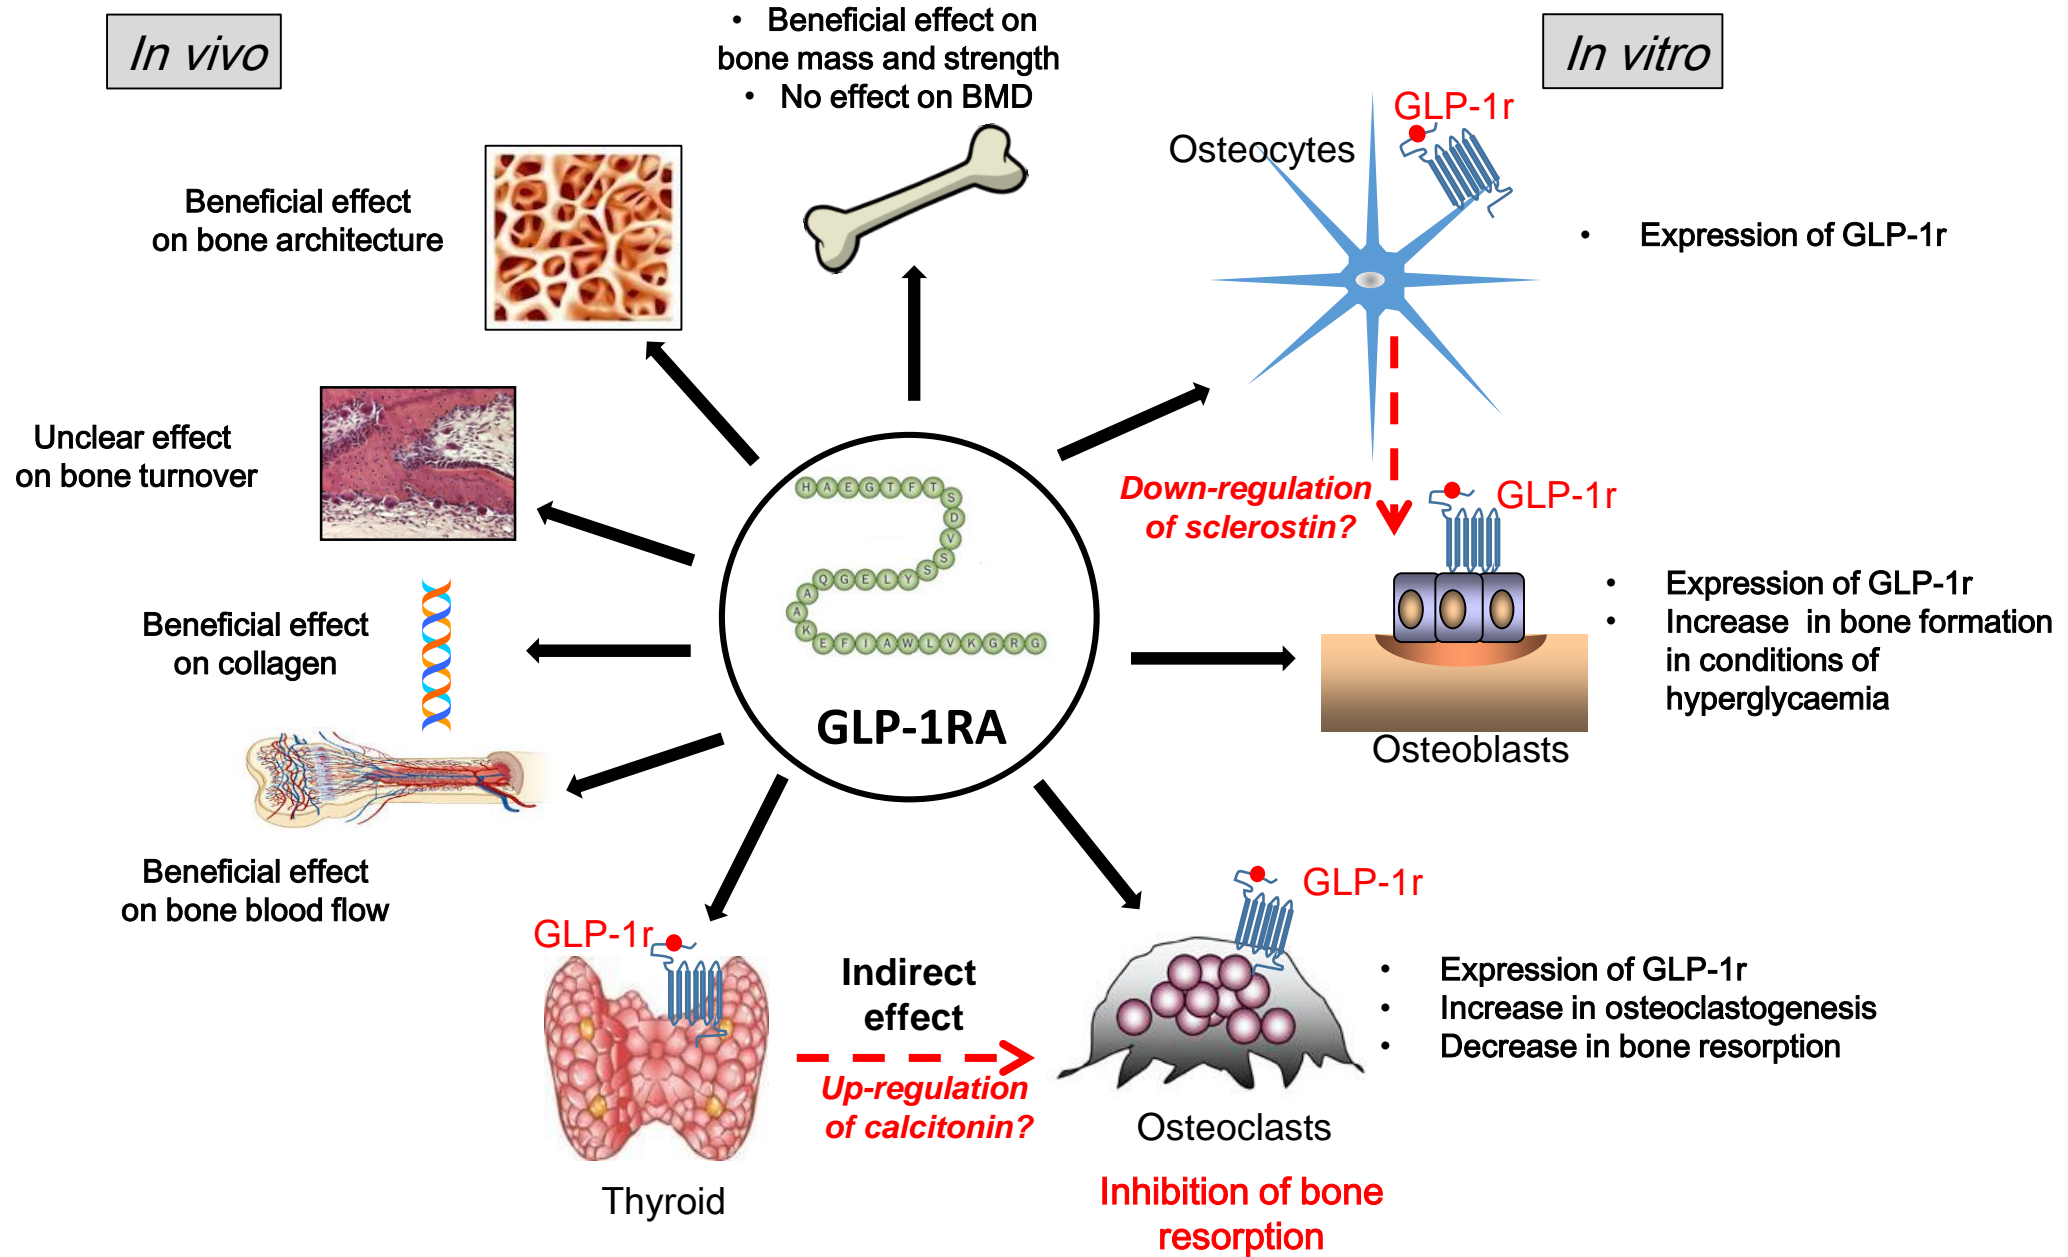 In vivo
• Beneficial effect on
bone mass and strength
• No effect on BMD
In vitro
GLP-1r
Osteocytes
• Expression of GLP-1r
Beneficial effect
on bone architecture
Unclear effect
on bone turnover
Beneficial effect
on collagen
Beneficial effect
on bone blood flow
H A E G T F T S D V S S Y L E G Q A A K E F I A W L V K G R G
GLP-1RA
Down-regulation
of sclerostin?
GLP-1r
• Expression of GLP-1r
• Increase in bone formation
in conditions of
hyperglycaemia
Osteoblasts
GLP-1r
Thyroid
Indirect
effect
Up-regulation
of calcitonin?
GLP-1r
• Expression of GLP-1r
• Increase in osteoclastogenesis
• Decrease in bone resorption
Osteoclasts
Inhibition of bone
resorption